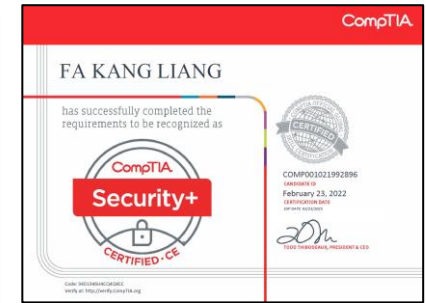 CompTIA.
FA KANG LIANG
has successfully completed the
requirements to be recognized as
CompTIA
Security+
CERTIFIED • CE
CERTIFIED
COMP001021992896
CANDIDATE ID
February 23, 2022
CERTIFICATION DATE
TODD THIBODEAUX, PRESIDENT & CEO
Verify at: http://verify.CompTIA.org